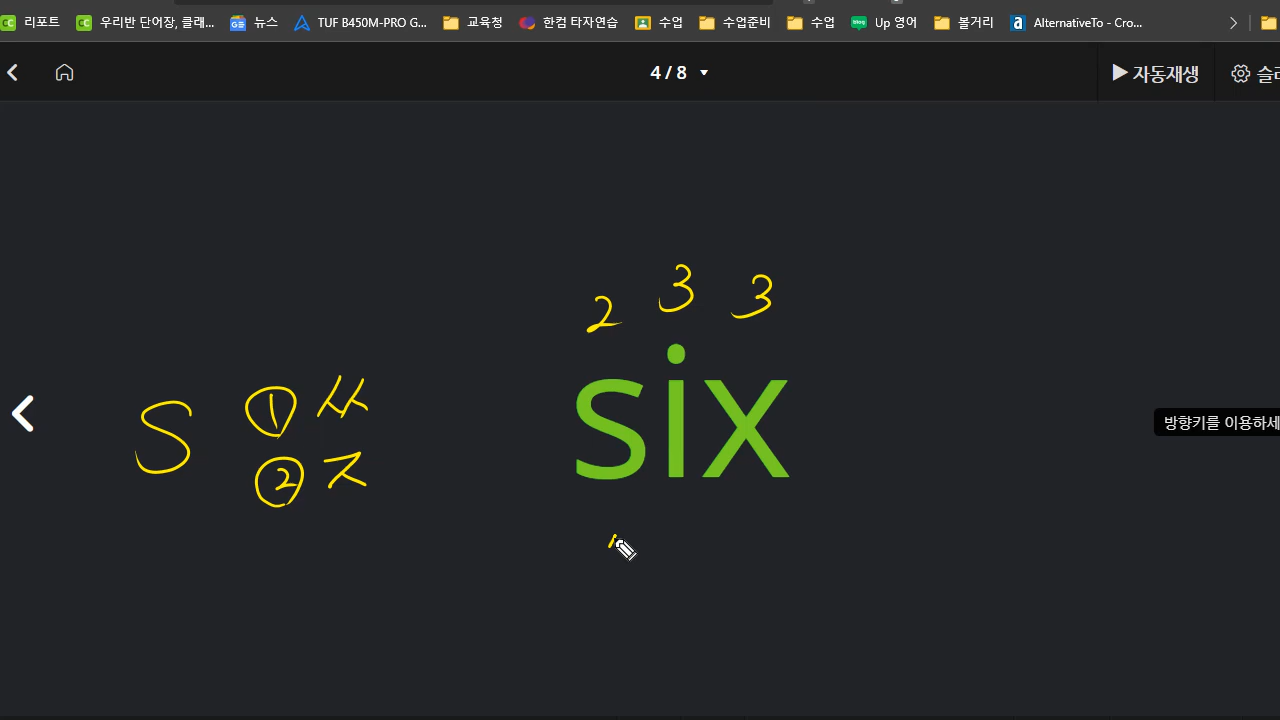 리포트 우리반 단어장, 클래... 뉴스 TUF B450M-PRO G... 교육청 한컴 타자연습 수업 수업준비 수업 Up 영어 볼거리 AlternativeTo - Cro...
4 / 8 자동재생
2 3 3
six
S ① ㅆ
② ㅈ
방향키를 이용하세